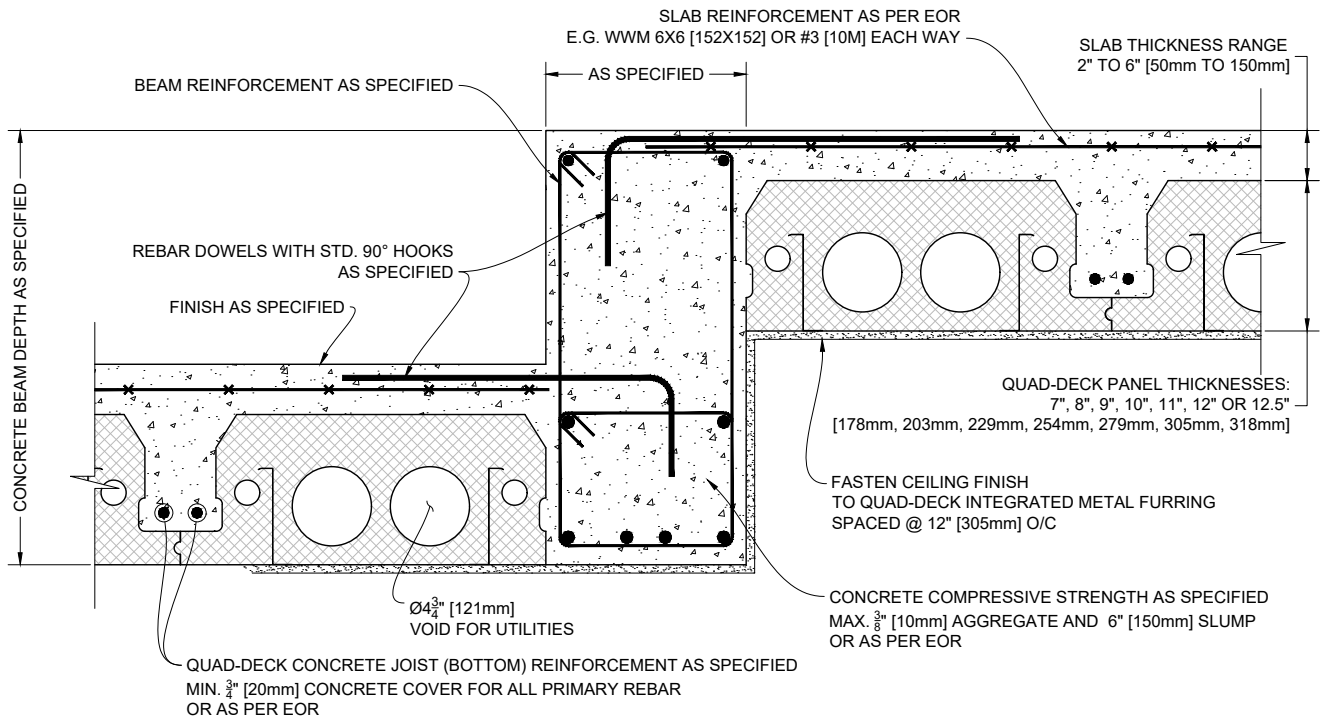 SLAB REINFORCEMENT AS PER EOR
E.G. WWM 6X6 [152X152] OR #3 [10M] EACH WAY
SLAB THICKNESS RANGE
2" TO 6" [50mm TO 150mm]
AS SPECIFIED
BEAM REINFORCEMENT AS SPECIFIED
CONCRETE BEAM DEPTH AS SPECIFIED
REBAR DOWELS WITH STD. 90° HOOKS
AS SPECIFIED
FINISH AS SPECIFIED
QUAD-DECK PANEL THICKNESSES:
7", 8", 9", 10", 11", 12" OR 12.5"
[178mm, 203mm, 229mm, 254mm, 279mm, 305mm, 318mm]
FASTEN CEILING FINISH
TO QUAD-DECK INTEGRATED METAL FURRING
SPACED @ 12" [305mm] O/C
Ø4¾" [121mm]
VOID FOR UTILITIES
CONCRETE COMPRESSIVE STRENGTH AS SPECIFIED
MAX. ⅜" [10mm] AGGREGATE AND 6" [150mm] SLUMP
OR AS PER EOR
QUAD-DECK CONCRETE JOIST (BOTTOM) REINFORCEMENT AS SPECIFIED
MIN. ¾" [20mm] CONCRETE COVER FOR ALL PRIMARY REBAR
OR AS PER EOR